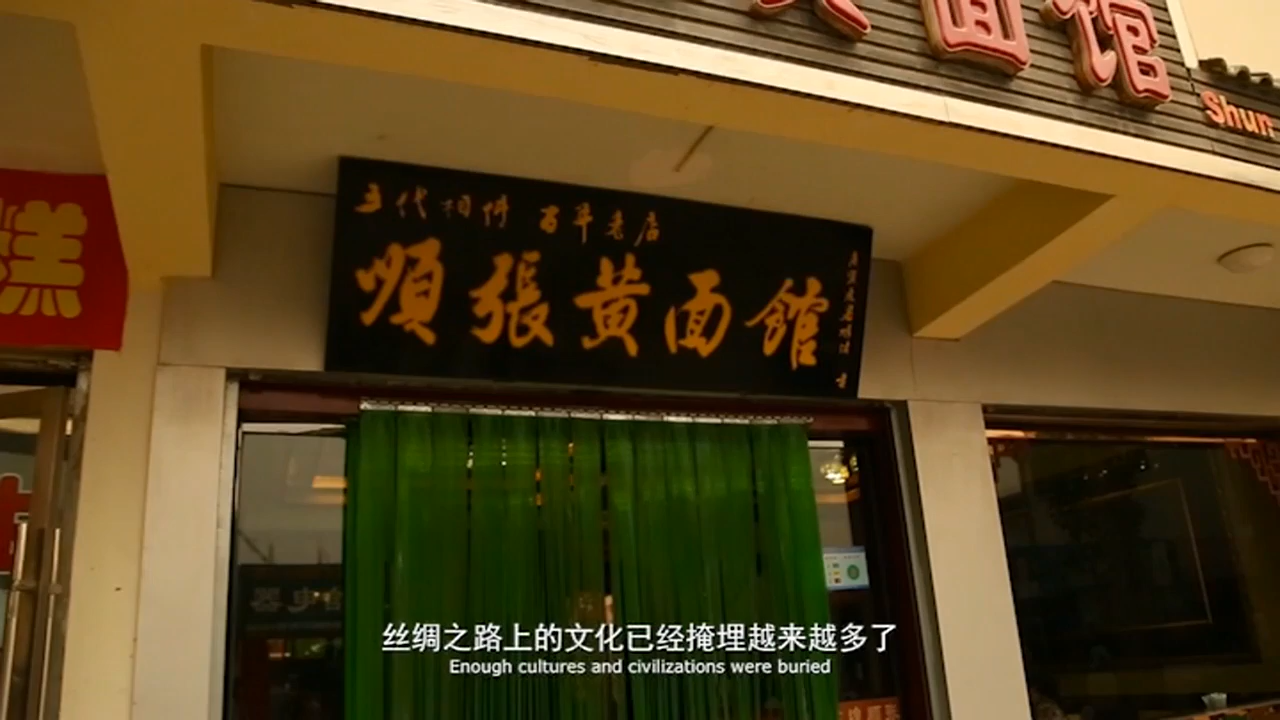 面馆
Shun
糕
五代相传 百年老店
順張黄面館
丝绸之路上的文化已经掩埋越来越多了
Enough cultures and civilizations were buried